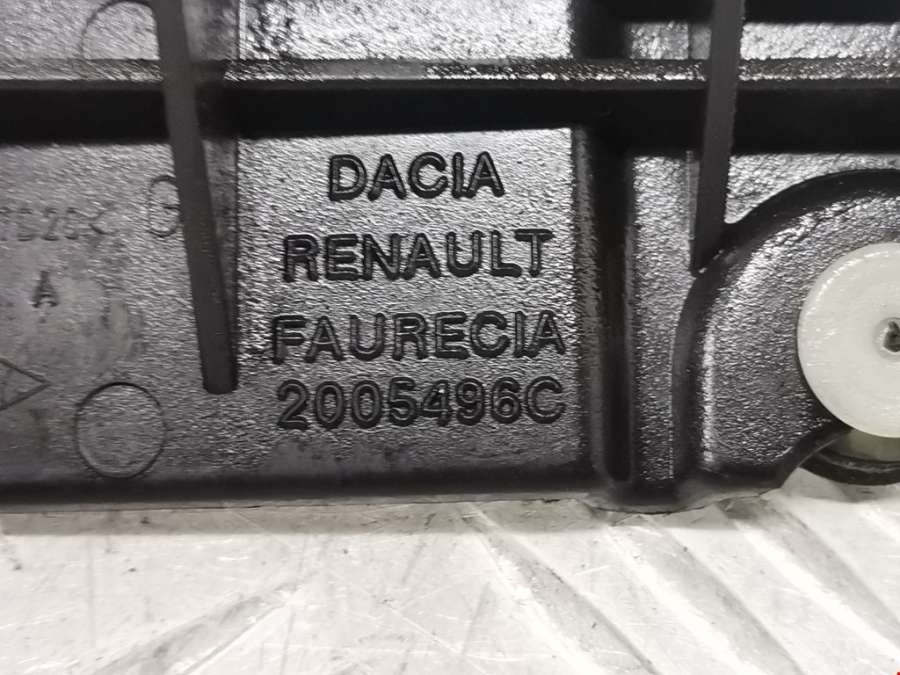 DACIA
RENAULT
FAURECIA
2005496C
A